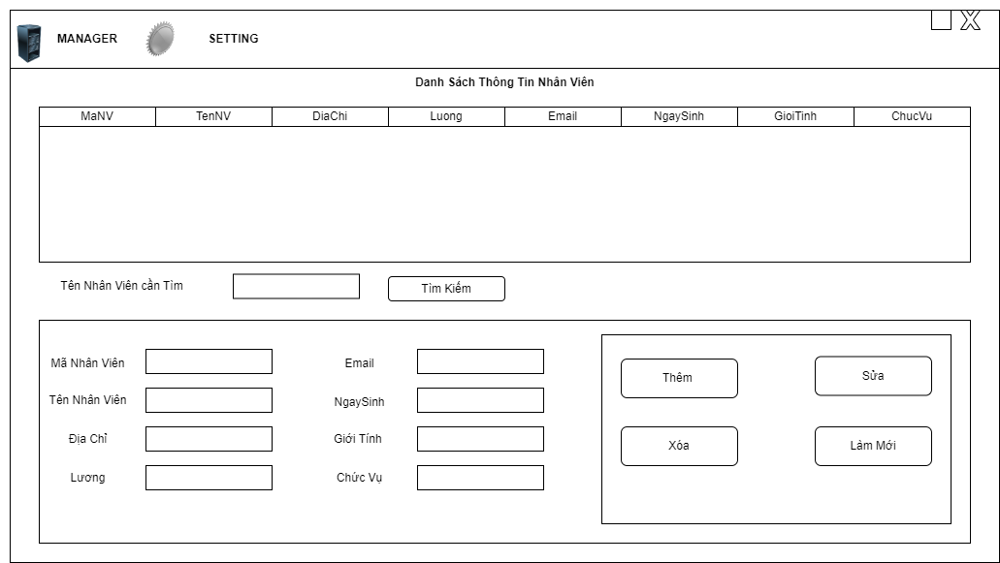 MANAGER SETTING X
Danh Sách Thông Tin Nhân Viên
MaNV TenNV DiaChi Luong Email NgaySinh GioiTinh ChucVu
Tên Nhân Viên cần Tìm Tìm Kiếm
Mã Nhân Viên Email Thêm Sửa
Tên Nhân Viên NgaySinh
Địa Chỉ Giới Tính Xóa Làm Mới
Lương Chức Vụ